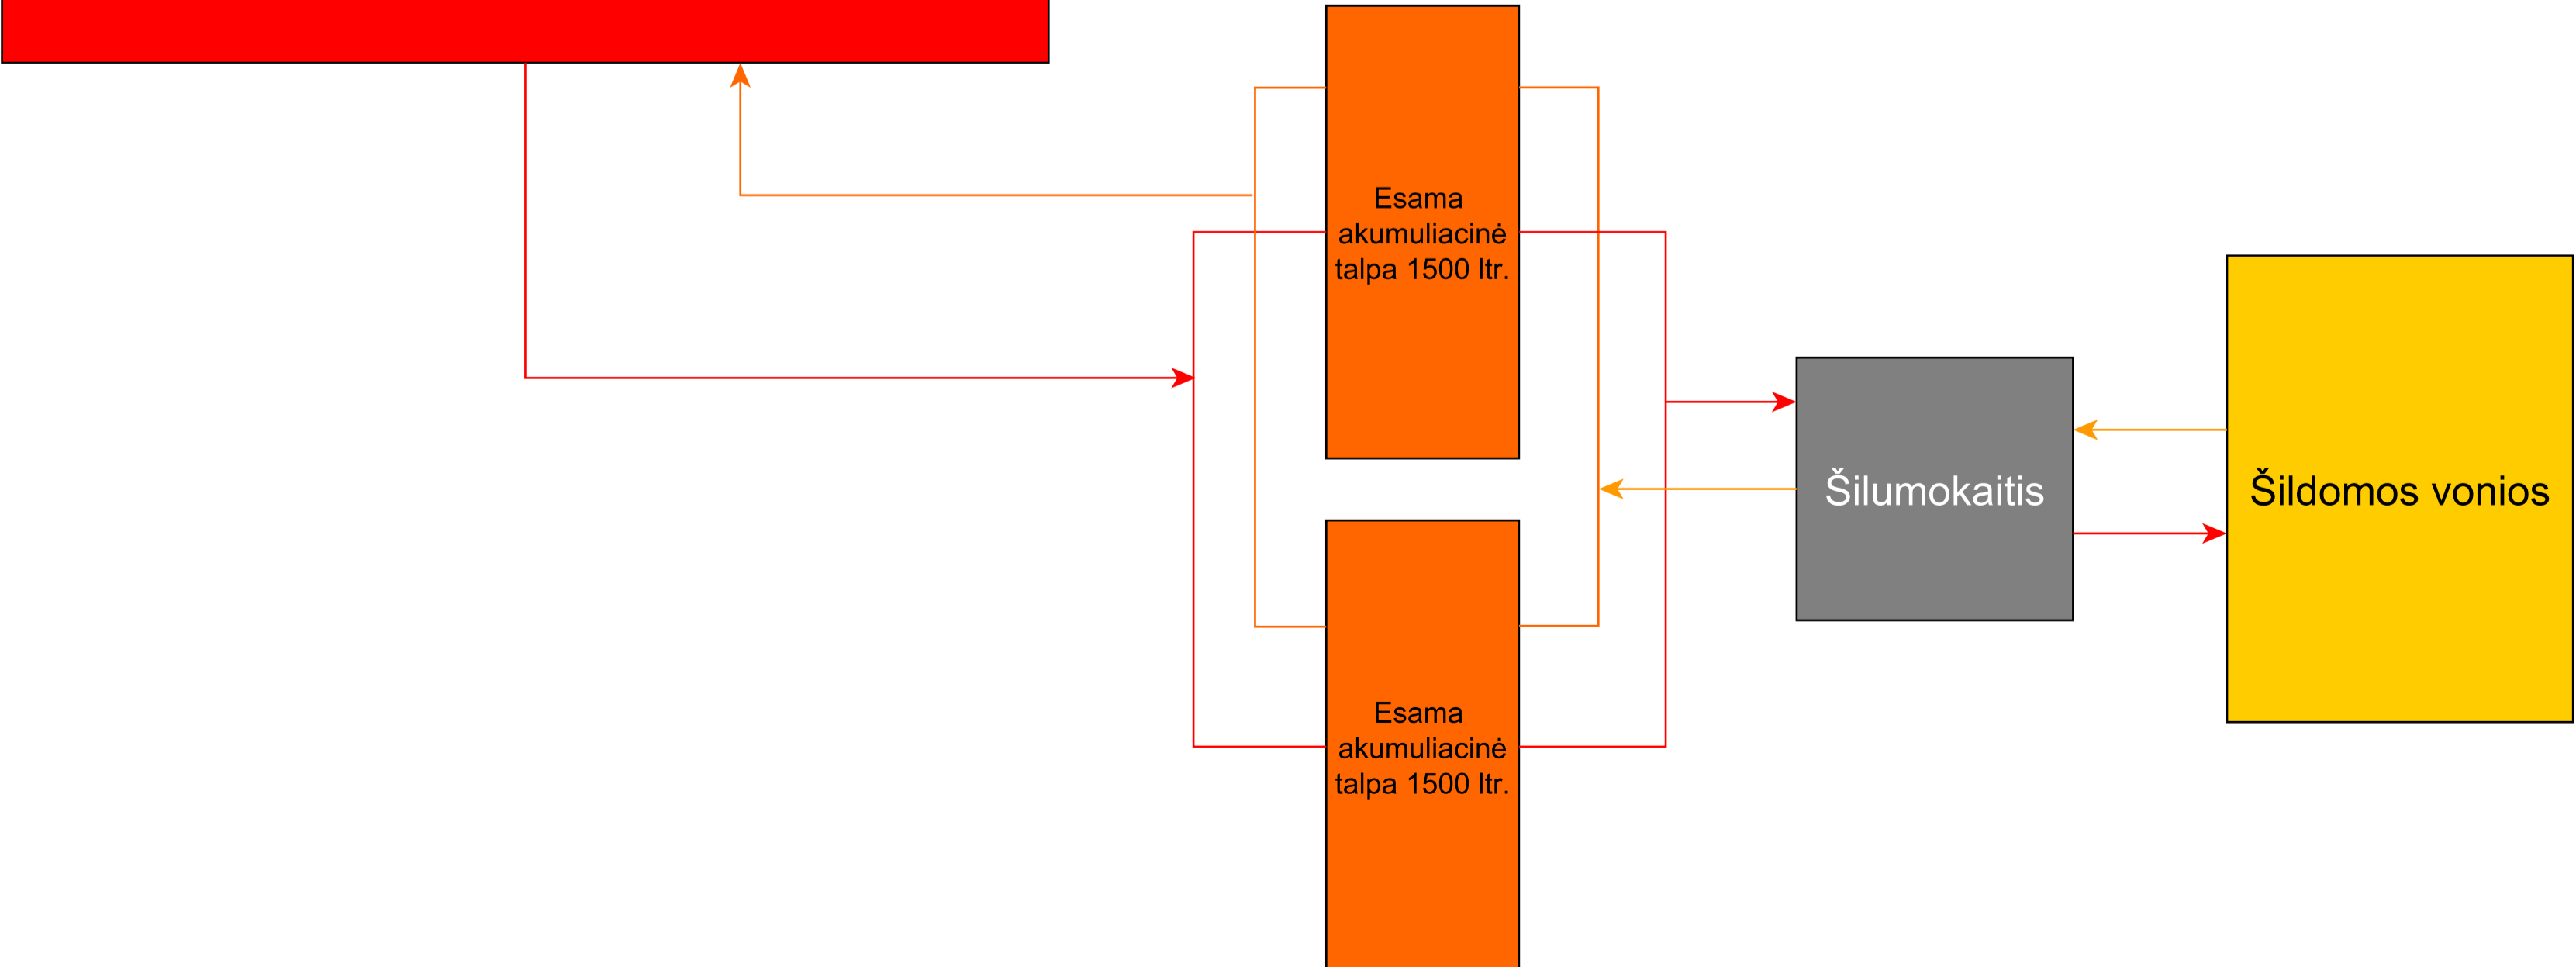 Esama
akumuliacinė
talpa 1500 ltr.
Šilumokaitis
Šildomos vonios
Esama
akumuliacinė
talpa 1500 ltr.